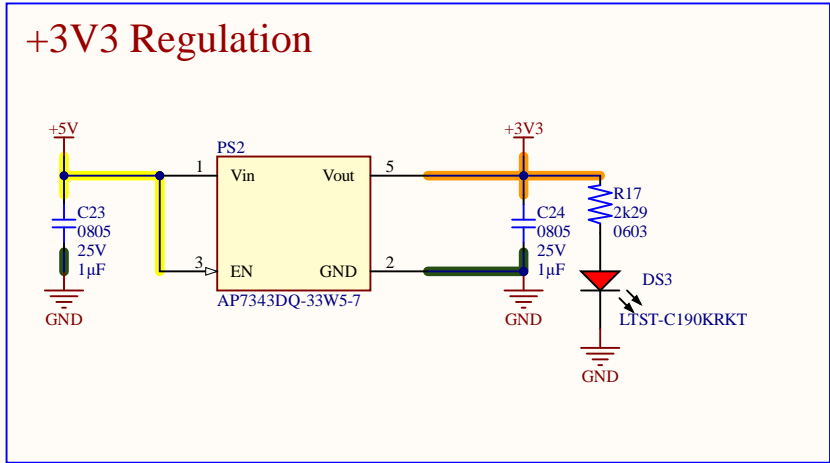 +3V3 Regulation
+5V
+3V3
PS2
1
Vin
Vout
5
C23
0805
25V
1µF
3
EN
GND
2
C24
0805
25V
1µF
R17
2k29
0603
DS3
AP7343DQ-33W5-7
GND
GND
LTST-C190KRKT
GND